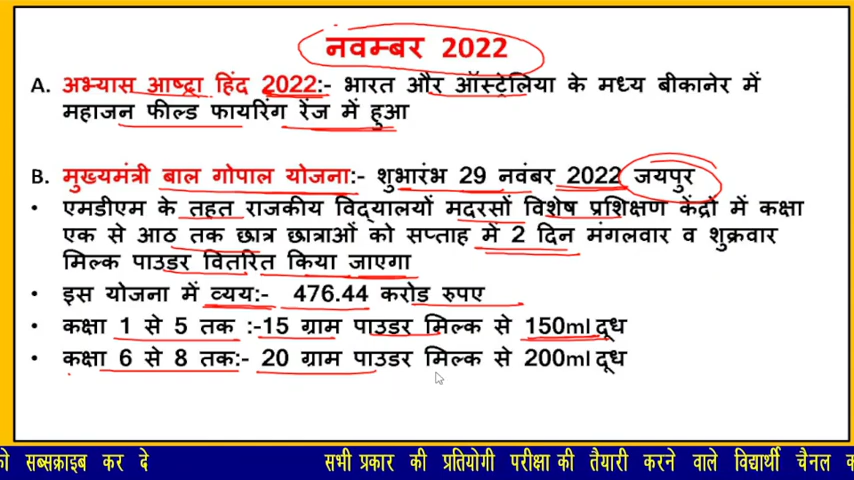 नवम्बर 2022
A. अभ्यास आष्ट्रा हिंद 2022:- भारत और ऑस्ट्रेलिया के मध्य बीकानेर में
महाजन फील्ड फायरिंग रेंज में हुआ
B. मुख्यमंत्री बाल गोपाल योजना:- शुभारंभ 29 नवंबर 2022 जयपुर
• एमडीएम के तहत राजकीय विद्यालयों मदरसों विशेष प्रशिक्षण केंद्रो में कक्षा
एक से आठ तक छात्र छात्राओं को सप्ताह में 2 दिन मंगलवार व शुक्रवार
मिल्क पाउडर वितरित किया जाएगा
• इस योजना में व्यय:- 476.44 करोड रुपए
• कक्षा 1 से 5 तक :-15 ग्राम पाउडर मिल्क से 150ml दूध
• कक्षा 6 से 8 तक:- 20 ग्राम पाउडर मिल्क से 200ml दूध
को सब्सक्राइब कर दे सभी प्रकार की प्रतियोगी परीक्षा की तैयारी करने वाले विद्यार्थी चैनल